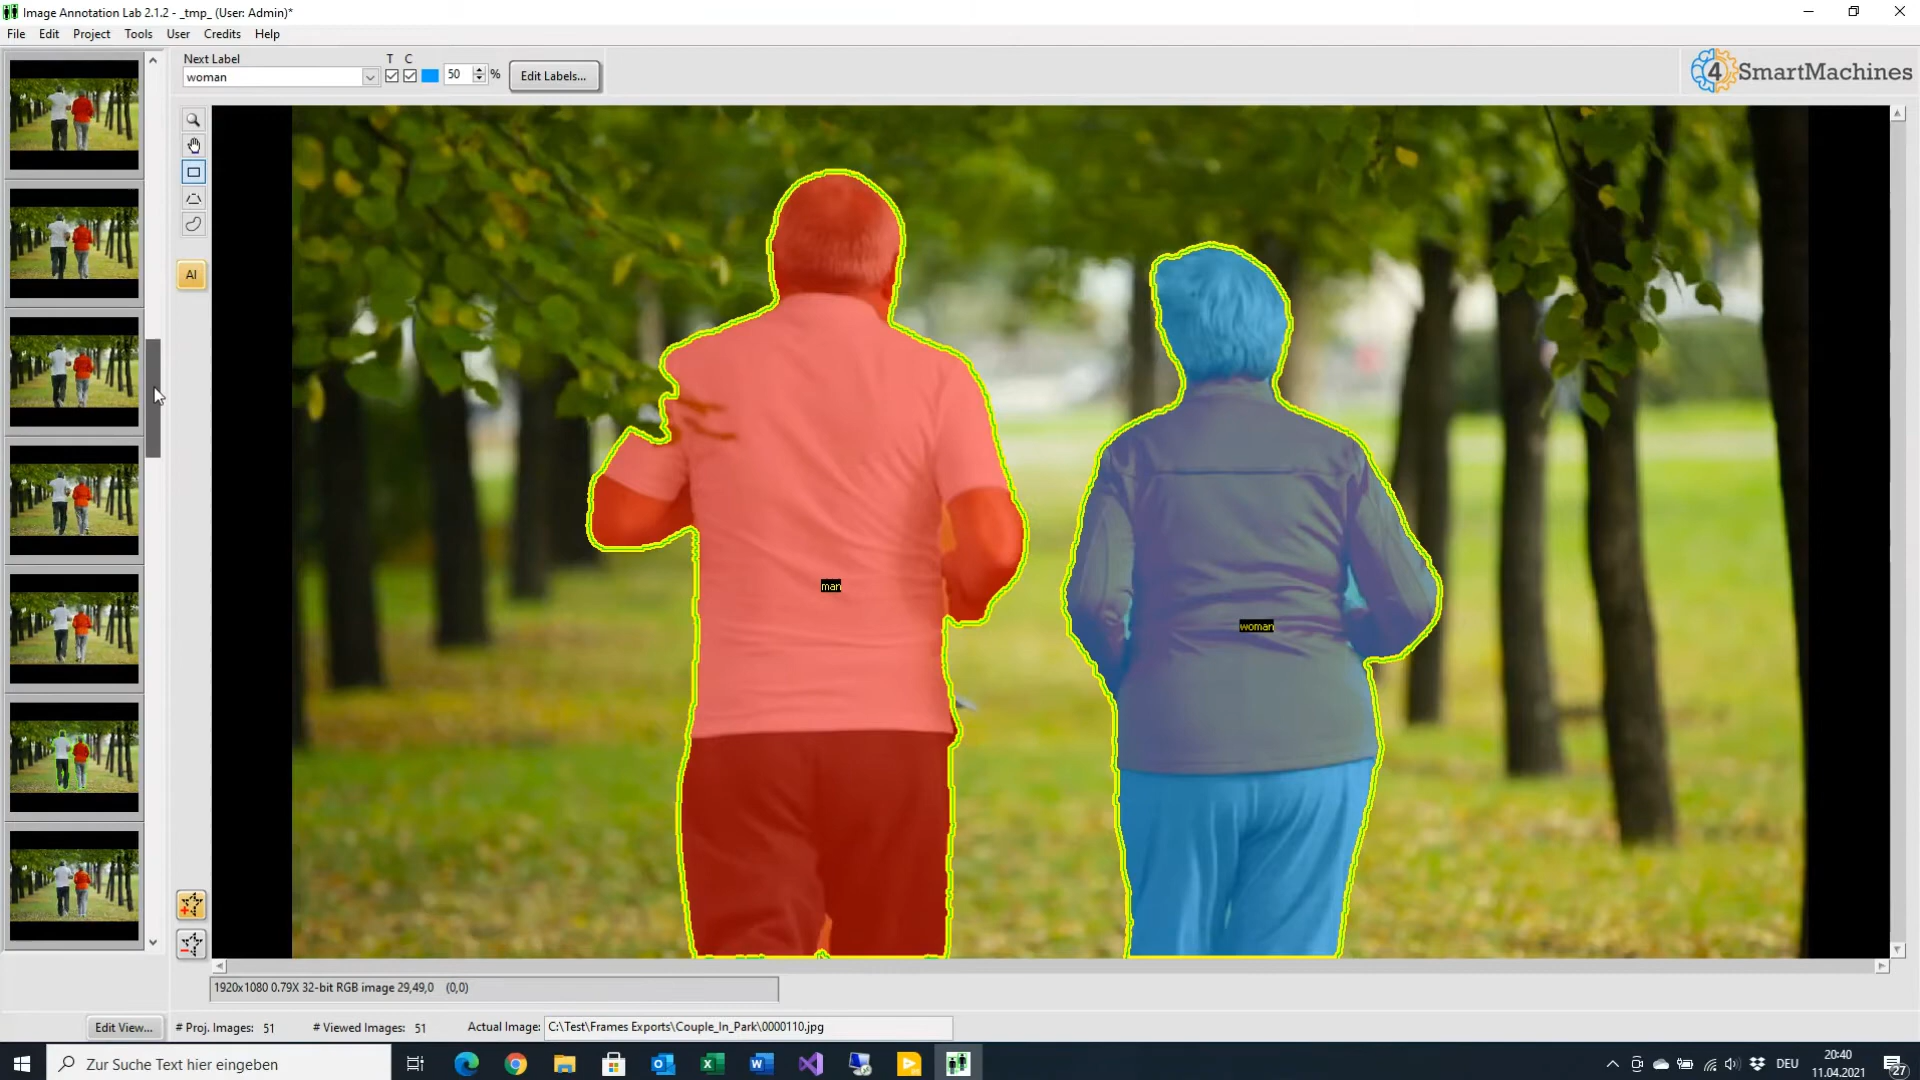 Image Annotation Lab 2.1.2 - _tmp_ (User: Admin)*
File Edit Project Tools User Credits Help
Next Label T C
woman 50 % Edit Labels...
4SmartMachines
AI
man
woman
1920x1080 0.79X 32-bit RGB image 29,49,0 (0,0)
Edit View... # Proj. Images: 51 # Viewed Images: 51 Actual Image: C:\Test\Frames Exports\Couple_In_Park\0000110.jpg
Zur Suche Text hier eingeben
DEU
20:40
11.04.2021
27